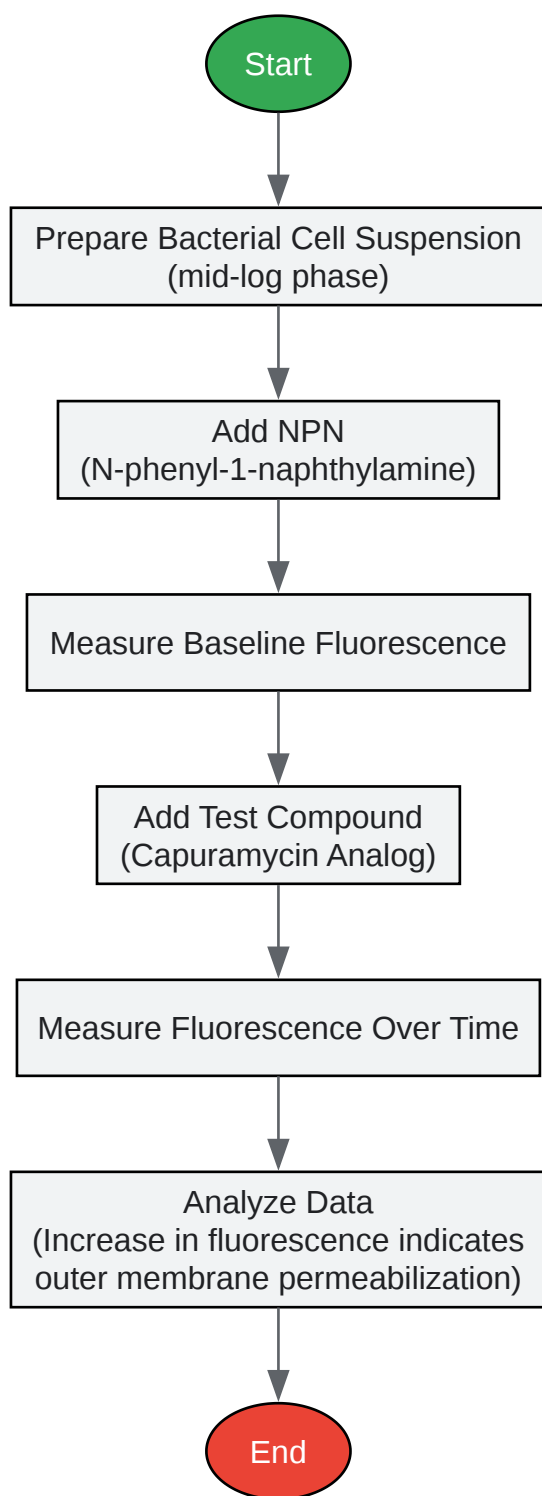 Start
Prepare Bacterial Cell Suspension
(mid-log phase)
Add NPN
(N-phenyl-1-naphthylamine)
Measure Baseline Fluorescence
Add Test Compound
(Capuramycin Analog)
Measure Fluorescence Over Time
Analyze Data
(Increase in fluorescence indicates
outer membrane permeabilization)
End